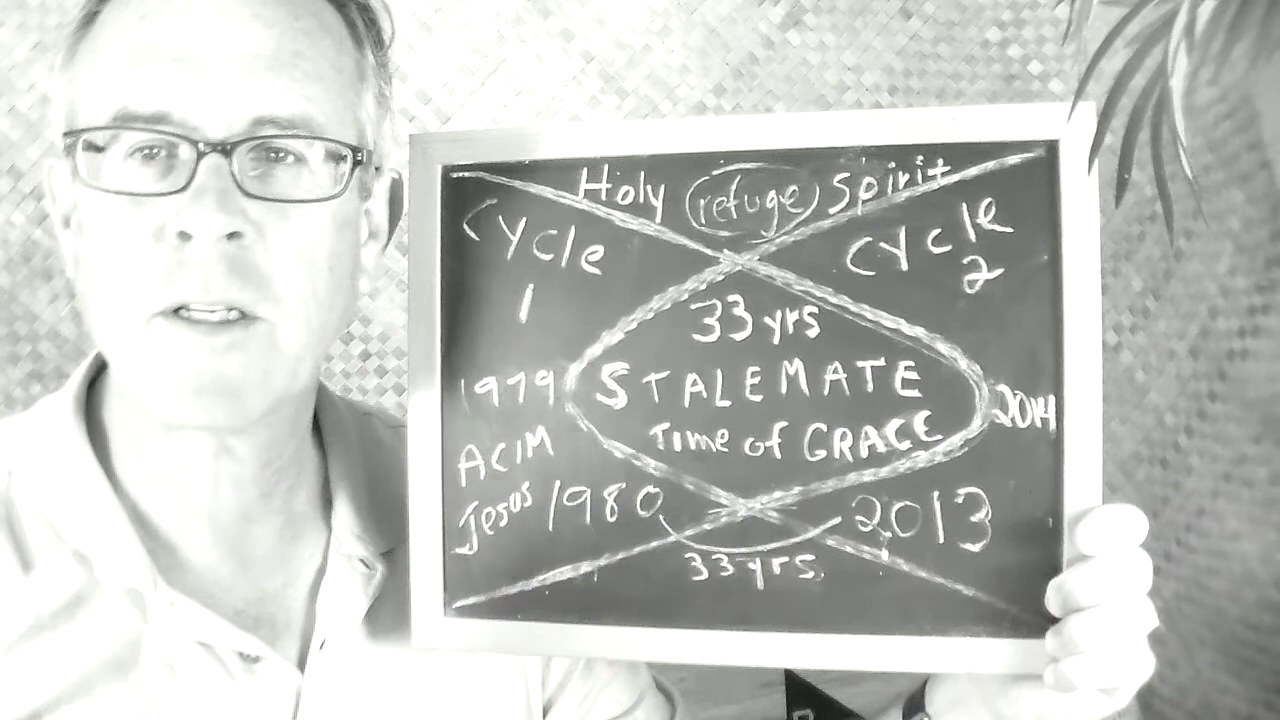 Holy refuge Spirit
Cycle 1
Cycle 2
33 yrs
STALEMATE
Time of GRACE
1979
ACIM
Jesus 1980
2014
2013
33 yrs